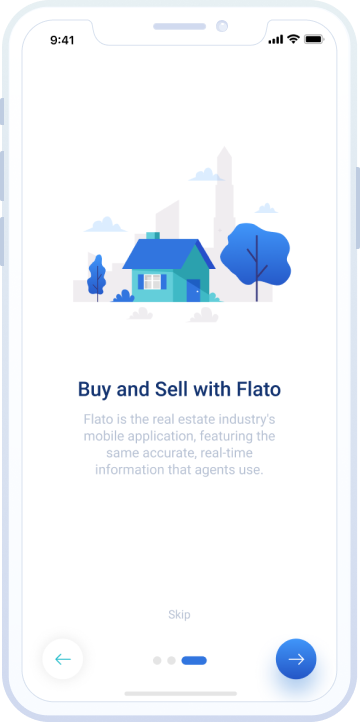 9:41
Buy and Sell with Flato
Flato is the real estate industry's
mobile application, featuring the
same accurate, real-time
information that agents use.
Skip